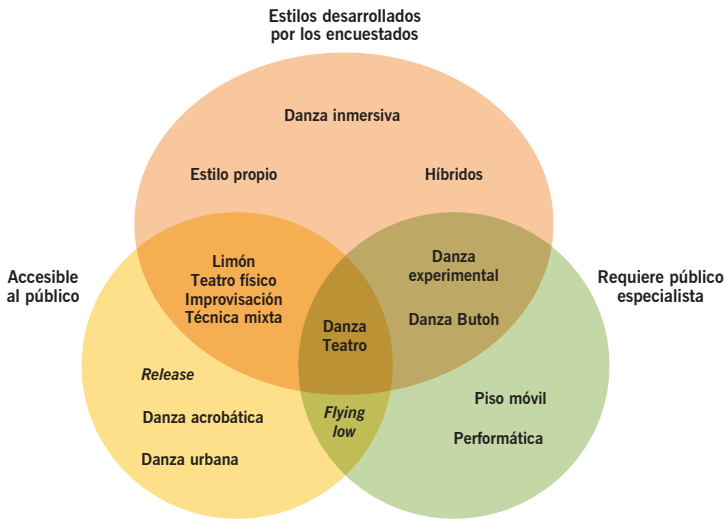 Estilos desarrollados
por los encuestados
Danza inmersiva
Estilo propio
Híbridos
Accesible
al público
Limón
Teatro físico
Improvisación
Técnica mixta
Danza
experimental
Danza Butoh
Requiere público
especialista
Danza
Teatro
Release
Danza acrobática
Danza urbana
Flying
low
Piso móvil
Performática